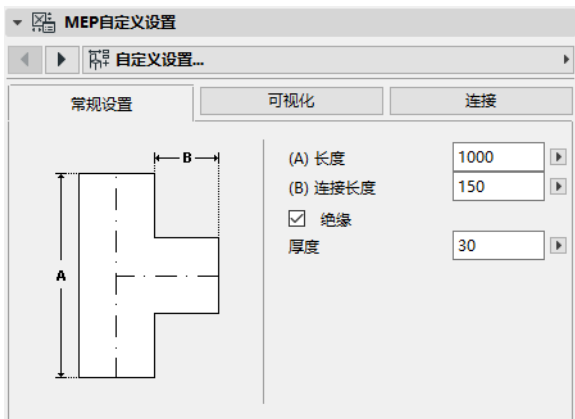 MEP自定义设置
自定义设置...
常规设置 可视化 连接
B
A
(A) 长度 1000
(B) 连接长度 150
绝缘
厚度 30